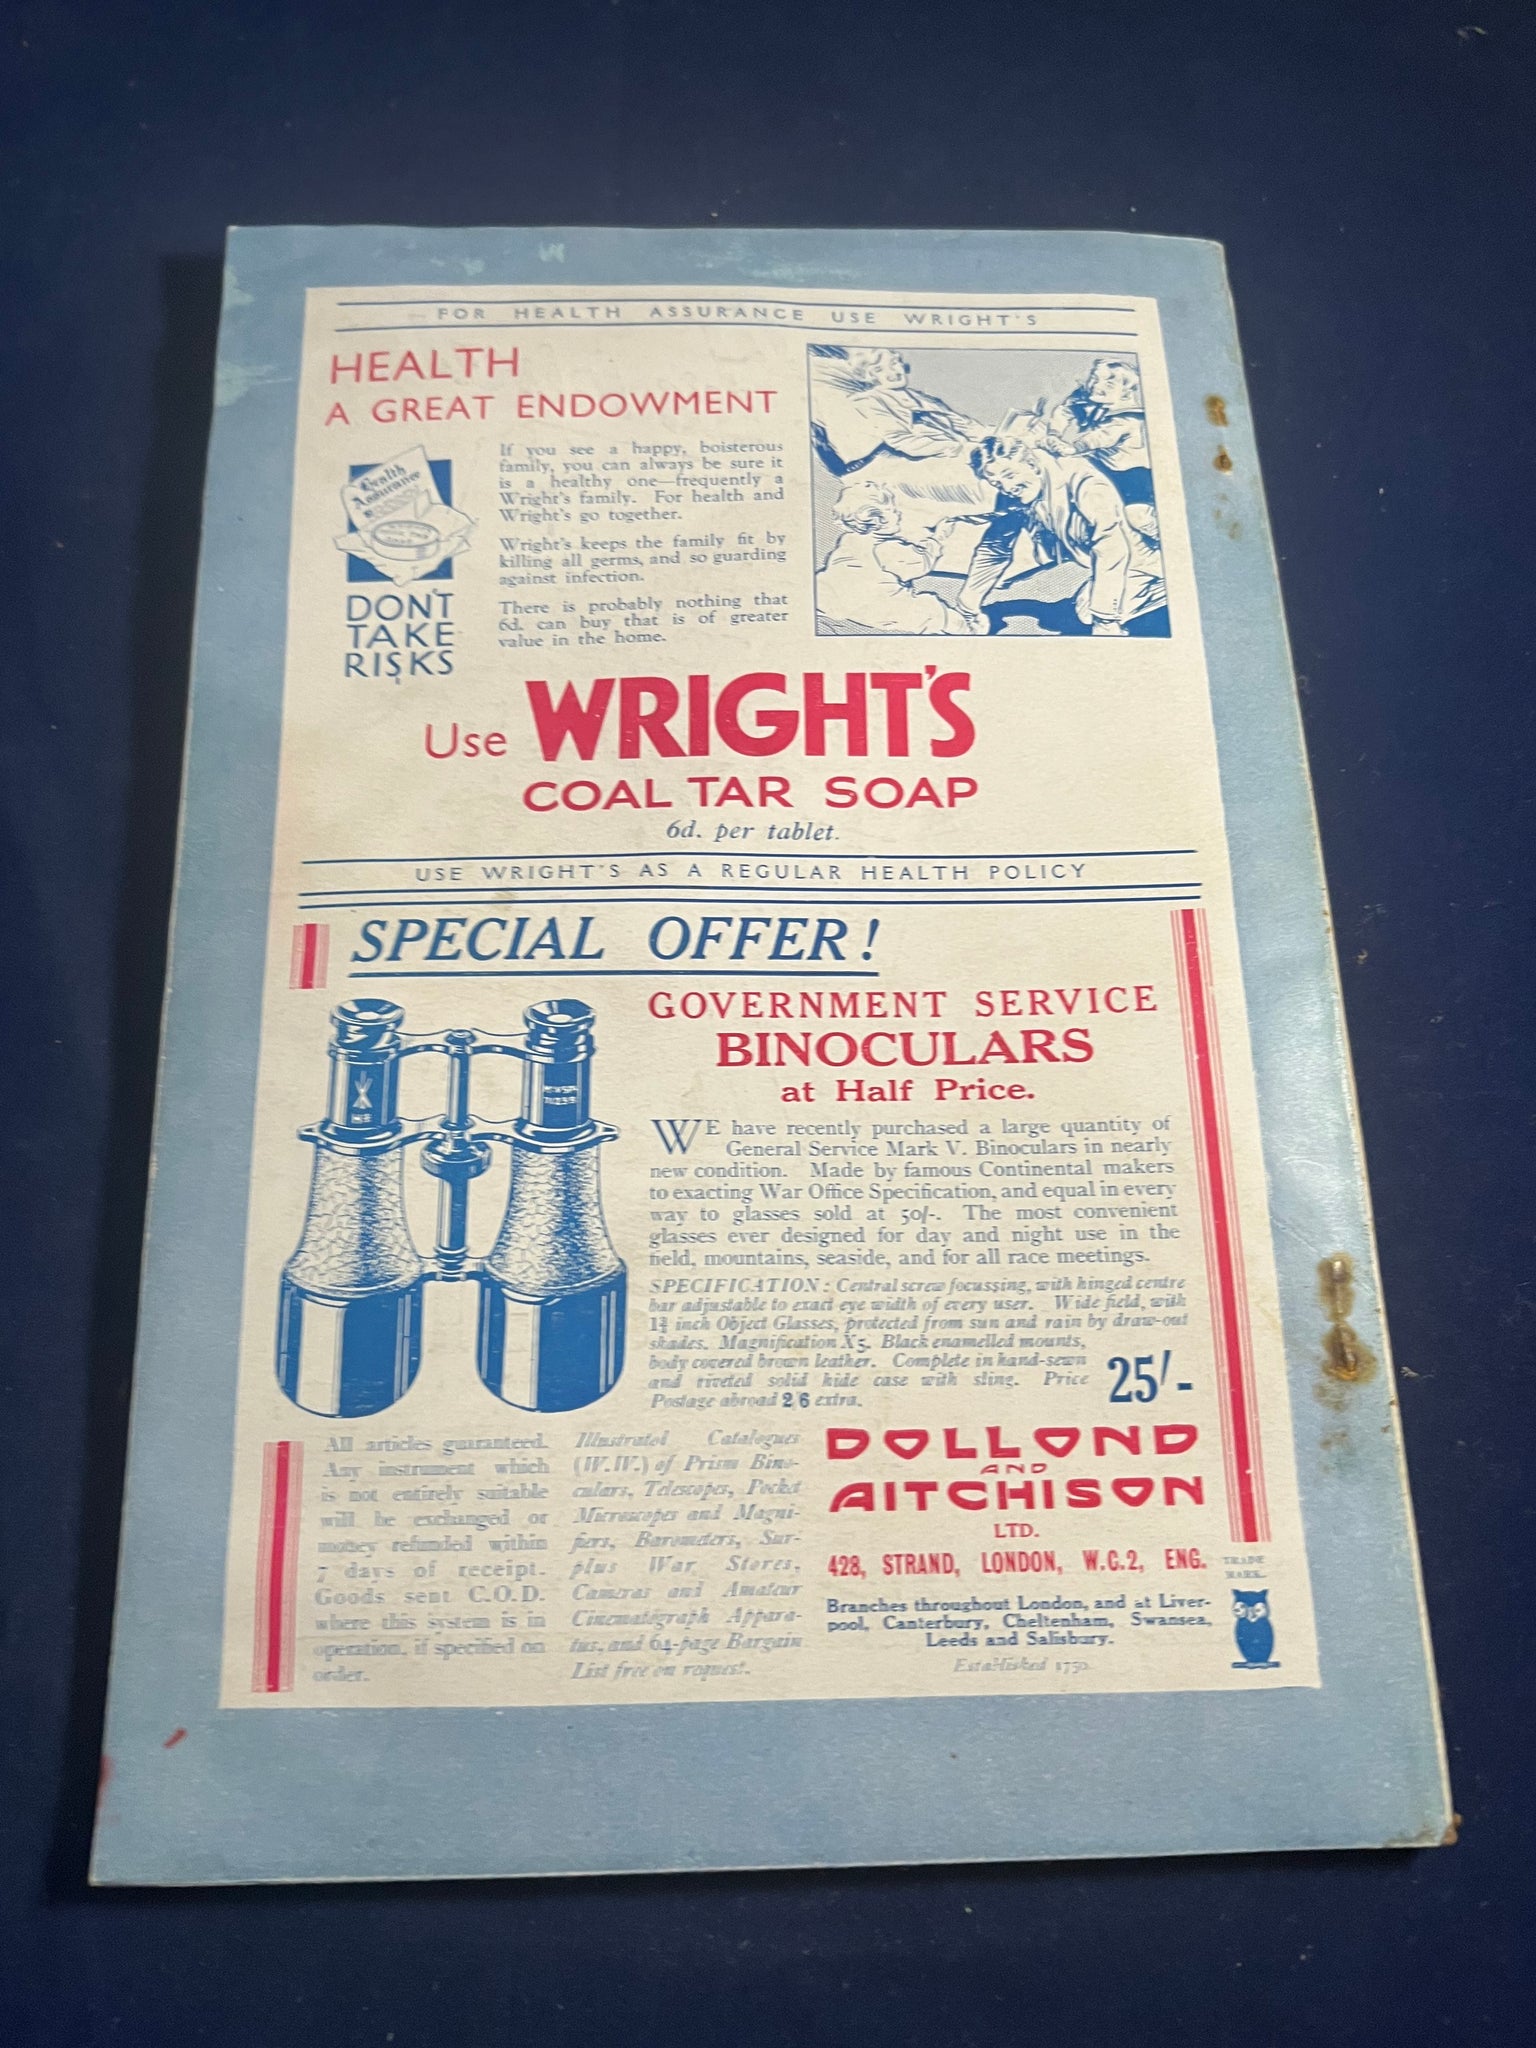 FOR HEALTH ASSURANCE USE WRIGHT'S
HEALTH
A GREAT ENDOWMENT
Health
Assurance
DON'T
TAKE
RISKS
If you see a happy, boisterous
family, you can always be sure it
is a healthy one—frequently a
Wright's family. For health and
Wright's go together.
Wright's keeps the family fit by
killing all germs, and so guarding
against infection.
There is probably nothing that
6d. can buy that is of greater
value in the home.
Use WRIGHT'S
COAL TAR SOAP
6d. per tablet.
USE WRIGHT'S AS A REGULAR HEALTH POLICY
SPECIAL OFFER!
GOVERNMENT SERVICE
BINOCULARS
at Half Price.
WE have recently purchased a large quantity of
General Service Mark V. Binoculars in nearly
new condition. Made by famous Continental makers
to exacting War Office Specification, and equal in every
way to glasses sold at 50/-. The most convenient
glasses ever designed for day and night use in the
field, mountains, seaside, and for all race meetings.
SPECIFICATION: Central screw focussing, with hinged centre
bar adjustable to exact eye width of every user. Wide field, with
1¾ inch Object Glasses, protected from sun and rain by draw-out
shades. Magnification X5. Black enamelled mounts,
body covered brown leather. Complete in hand-sewn
and riveted solid hide case with sling. Price 25/-
Postage abroad 2/6 extra.
All articles guaranteed.
Any instrument which
is not entirely suitable
will be exchanged or
money refunded within
7 days of receipt.
Goods sent C.O.D.
where this system is in
operation, if specified on
order.
Illustrated Catalogues
(W.W.) of Prism Bino-
culars, Telescopes, Pocket
Microscopes and Magni-
fiers, Barometers, Sur-
plus War Stores,
Cameras and Amateur
Cinematograph Appara-
tus, and 64-page Bargain
List free on request.
DOLLOND
AND
AITCHISON
LTD.
428, STRAND, LONDON, W.C.2, ENG.
Branches throughout London, and at Liver-
pool, Canterbury, Cheltenham, Swansea,
Leeds and Salisbury.
Established 1750.
TRADE
MARK.